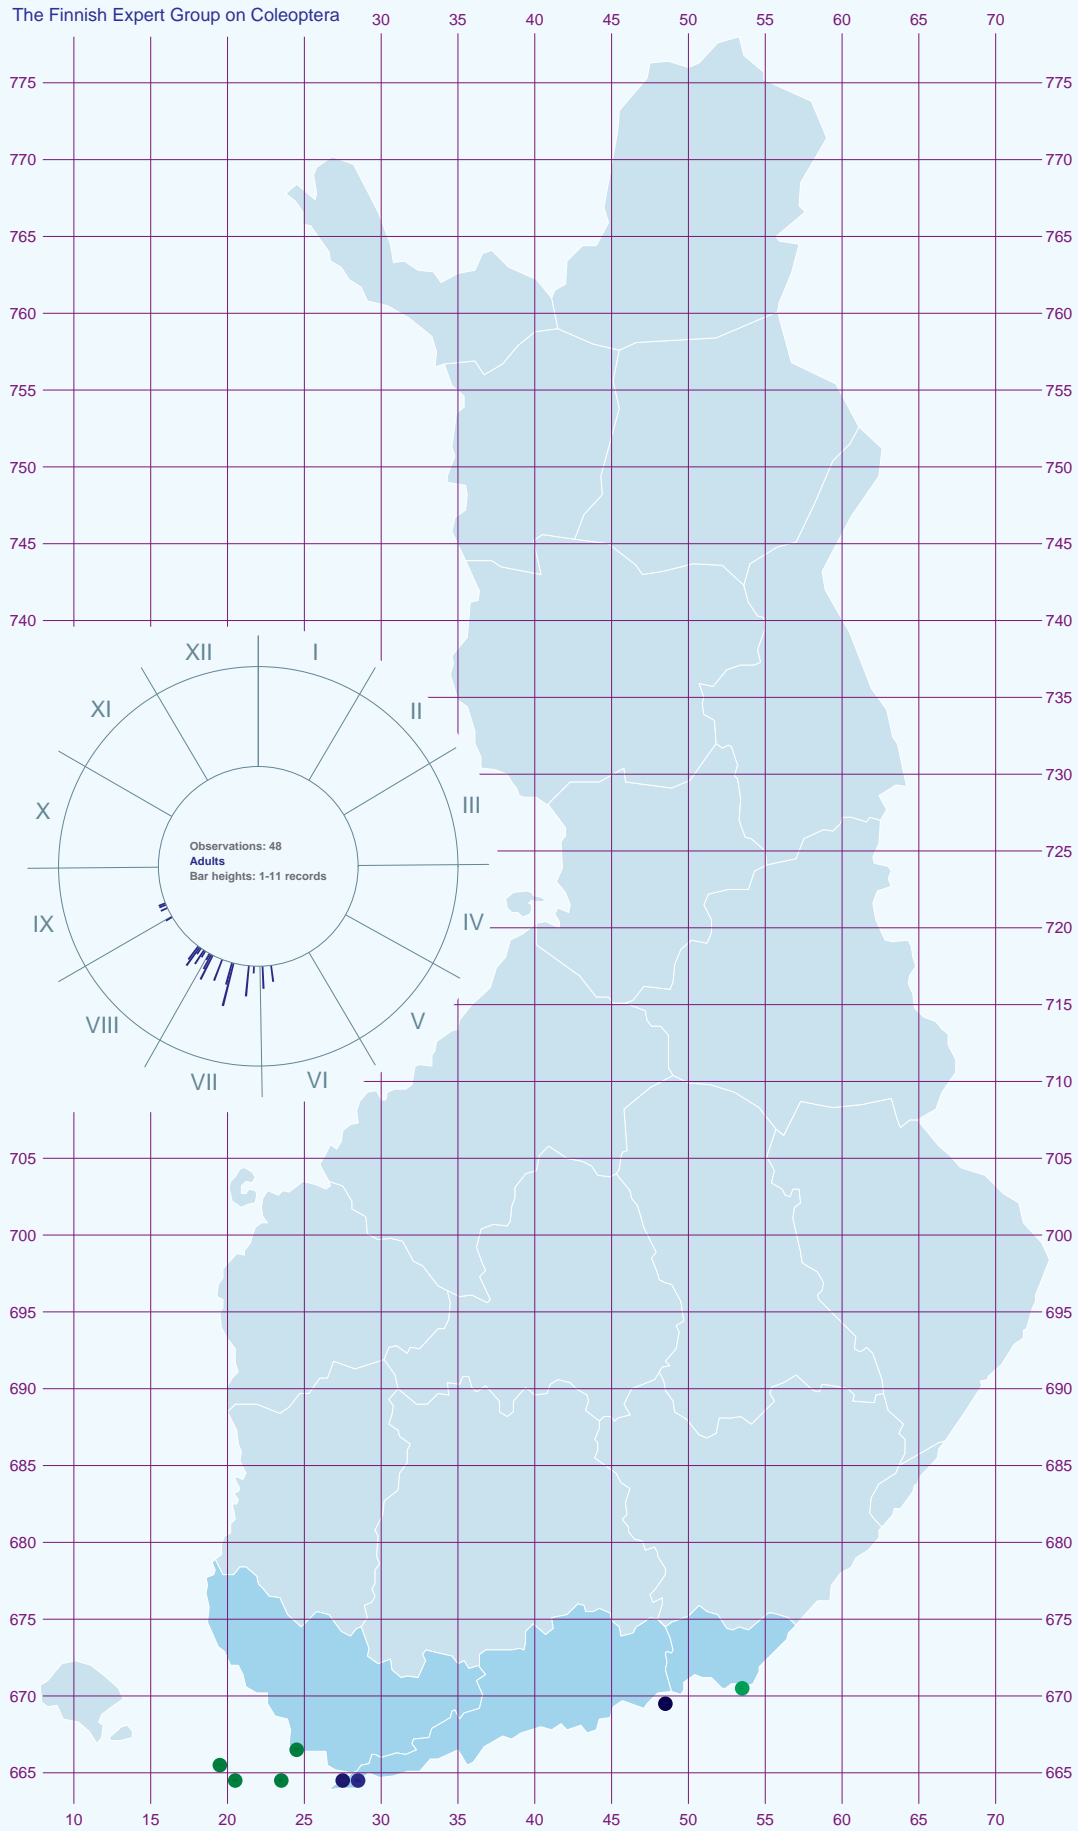 The Finnish Expert Group on Coleoptera 30 35 40 45 50 55 60 65 70
775 775
770 770
765 765
760 760
755 755
750 750
745 745
740 740
XII I
XI II
735
730
X III
Observations: 48
Adults
Bar heights: 1-11 records
725
IX IV
720
715
VIII V
VII VI
710
705 705
700 700
695 695
690 690
685 685
680 680
675 675
670 670
665 665
10 15 20 25 30 35 40 45 50 55 60 65 70